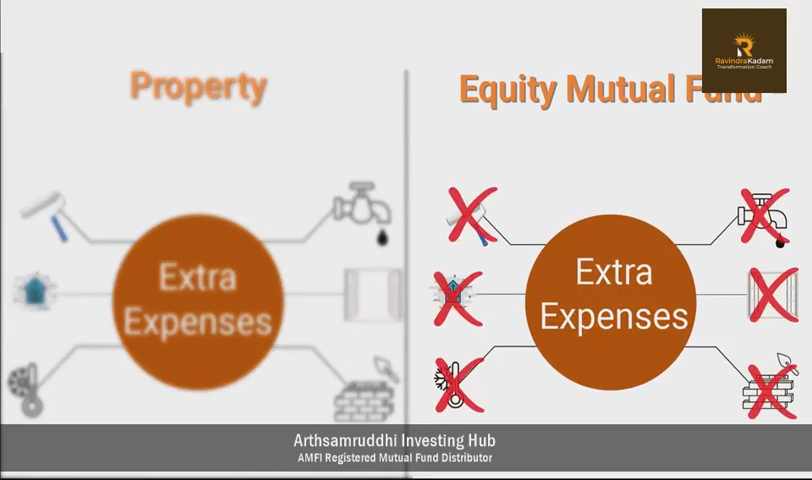 RavindraKadam
Transformation Coach
Property
Equity Mutual Fund
Extra
Expenses
Extra
Expenses
Arthsamruddhi Investing Hub
AMFI Registered Mutual Fund Distributor